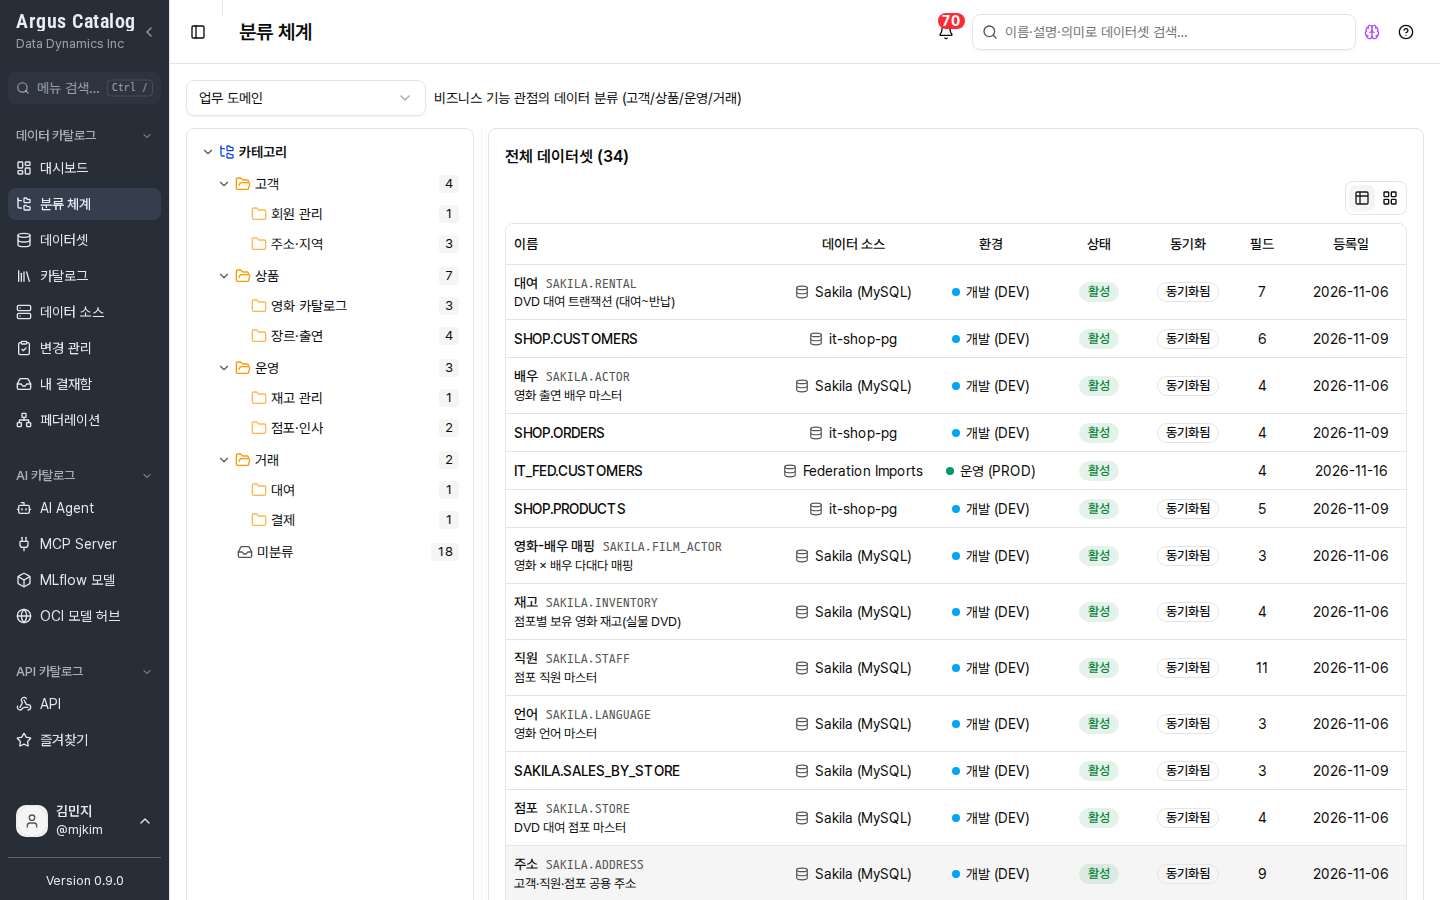 Argus Catalog
Data Dynamics Inc
메뉴 검색... Ctrl /
데이터 카탈로그
대시보드
분류 체계
데이터셋
카탈로그
데이터 소스
변경 관리
내 결재함
페더레이션
AI 카탈로그
AI Agent
MCP Server
MLflow 모델
OCI 모델 허브
API 카탈로그
API
즐겨찾기
김민지
@mjkim
Version 0.9.0
분류 체계
70
이름·설명·의미로 데이터셋 검색...
업무 도메인
비즈니스 기능 관점의 데이터 분류 (고객/상품/운영/거래)
카테고리
고객 4
회원 관리 1
주소·지역 3
상품 7
영화 카탈로그 3
장르·출연 4
운영 3
재고 관리 1
점포·인사 2
거래 2
대여 1
결제 1
미분류 18
전체 데이터셋 (34)
이름 데이터 소스 환경 상태 동기화 필드 등록일
대여 SAKILA.RENTAL
DVD 대여 트랜잭션 (대여~반납)
Sakila (MySQL) 개발 (DEV) 활성 동기화됨 7 2026-11-06
SHOP.CUSTOMERS it-shop-pg 개발 (DEV) 활성 동기화됨 6 2026-11-09
배우 SAKILA.ACTOR
영화 출연 배우 마스터
Sakila (MySQL) 개발 (DEV) 활성 동기화됨 4 2026-11-06
SHOP.ORDERS it-shop-pg 개발 (DEV) 활성 동기화됨 4 2026-11-09
IT_FED.CUSTOMERS Federation Imports 운영 (PROD) 활성 4 2026-11-16
SHOP.PRODUCTS it-shop-pg 개발 (DEV) 활성 동기화됨 5 2026-11-09
영화-배우 매핑 SAKILA.FILM_ACTOR
영화 × 배우 다대다 매핑
Sakila (MySQL) 개발 (DEV) 활성 동기화됨 3 2026-11-06
재고 SAKILA.INVENTORY
점포별 보유 영화 재고(실물 DVD)
Sakila (MySQL) 개발 (DEV) 활성 동기화됨 4 2026-11-06
직원 SAKILA.STAFF
점포 직원 마스터
Sakila (MySQL) 개발 (DEV) 활성 동기화됨 11 2026-11-06
언어 SAKILA.LANGUAGE
영화 언어 마스터
Sakila (MySQL) 개발 (DEV) 활성 동기화됨 3 2026-11-06
SAKILA.SALES_BY_STORE Sakila (MySQL) 개발 (DEV) 활성 동기화됨 3 2026-11-09
점포 SAKILA.STORE
DVD 대여 점포 마스터
Sakila (MySQL) 개발 (DEV) 활성 동기화됨 4 2026-11-06
주소 SAKILA.ADDRESS
고객·직원·점포 공용 주소
Sakila (MySQL) 개발 (DEV) 활성 동기화됨 9 2026-11-06